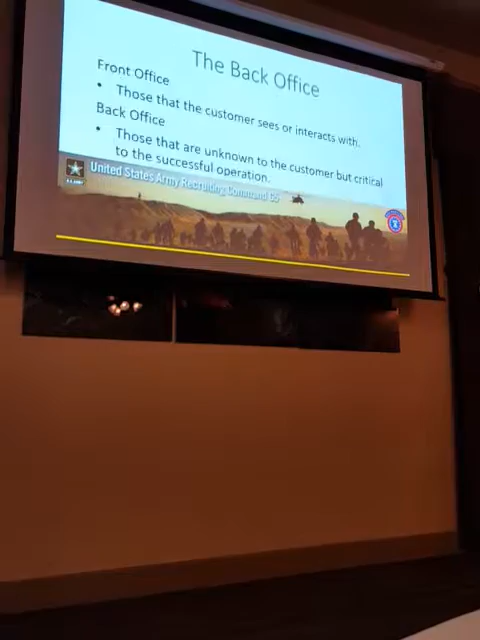 The Back Office
Front Office
• Those that the customer sees or interacts with.
Back Office
• Those that are unknown to the customer but critical
to the successful operation.
United States Army Recruiting Command G6